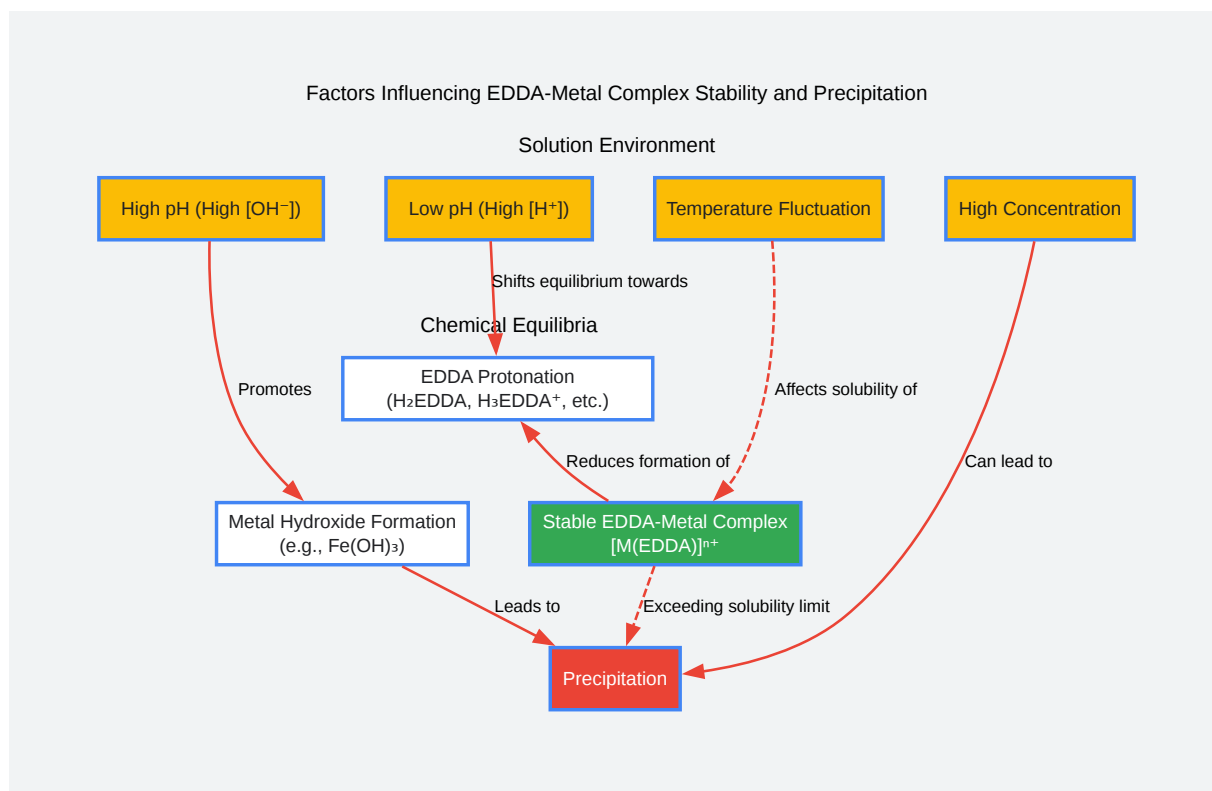 Factors Influencing EDDA-Metal Complex Stability and Precipitation
Solution Environment
High pH (High [OH⁻])
Low pH (High [H⁺])
Temperature Fluctuation
High Concentration
Shifts equilibrium towards
Chemical Equilibria
EDDA Protonation
(H₂EDDA, H₃EDDA⁺, etc.)
Promotes
Affects solubility of
Reduces formation of
Can lead to
Metal Hydroxide Formation
(e.g., Fe(OH)₃)
Stable EDDA-Metal Complex
[M(EDDA)]ⁿ⁺
Leads to
Exceeding solubility limit
Precipitation